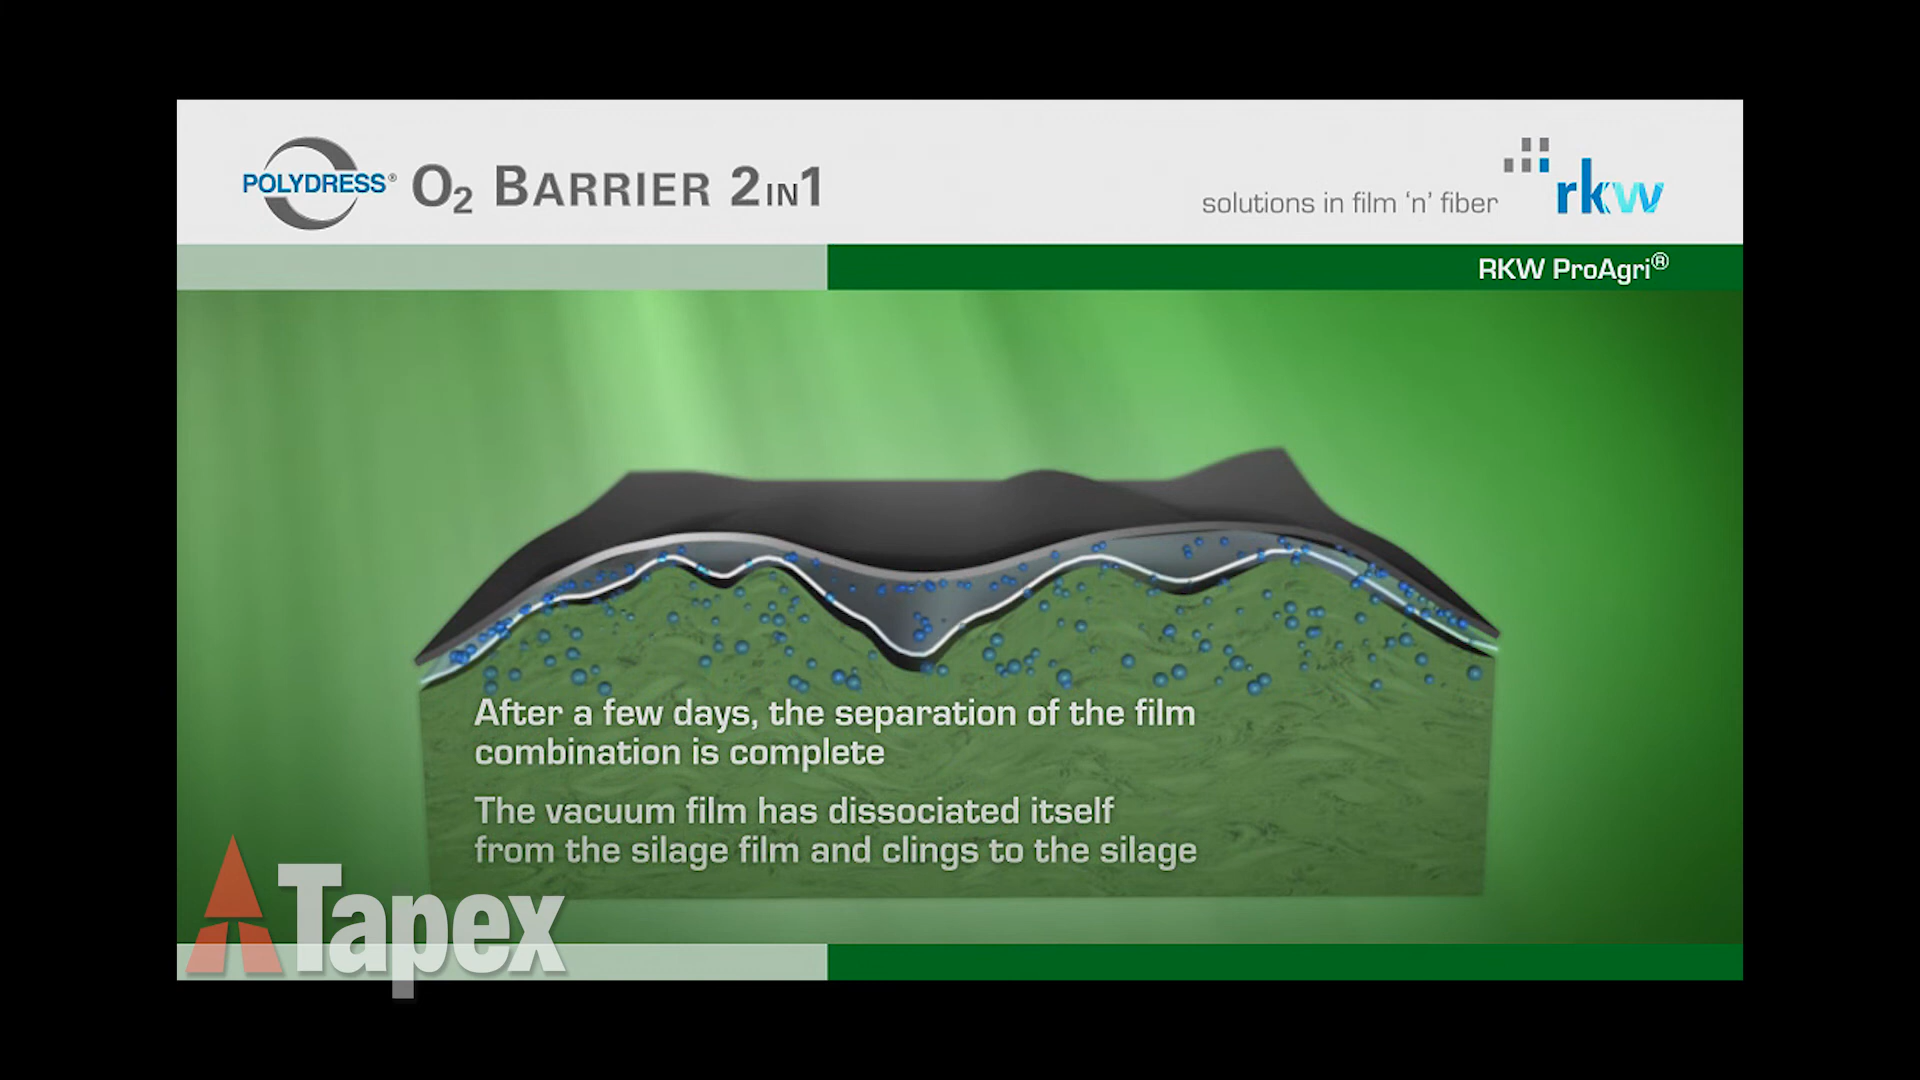 POLYDRESS® O₂ BARRIER 2IN1
solutions in film ‘n’ fiber rkw
RKW ProAgri®
After a few days, the separation of the film
combination is complete
The vacuum film has dissociated itself
from the silage film and clings to the silage
Tapex